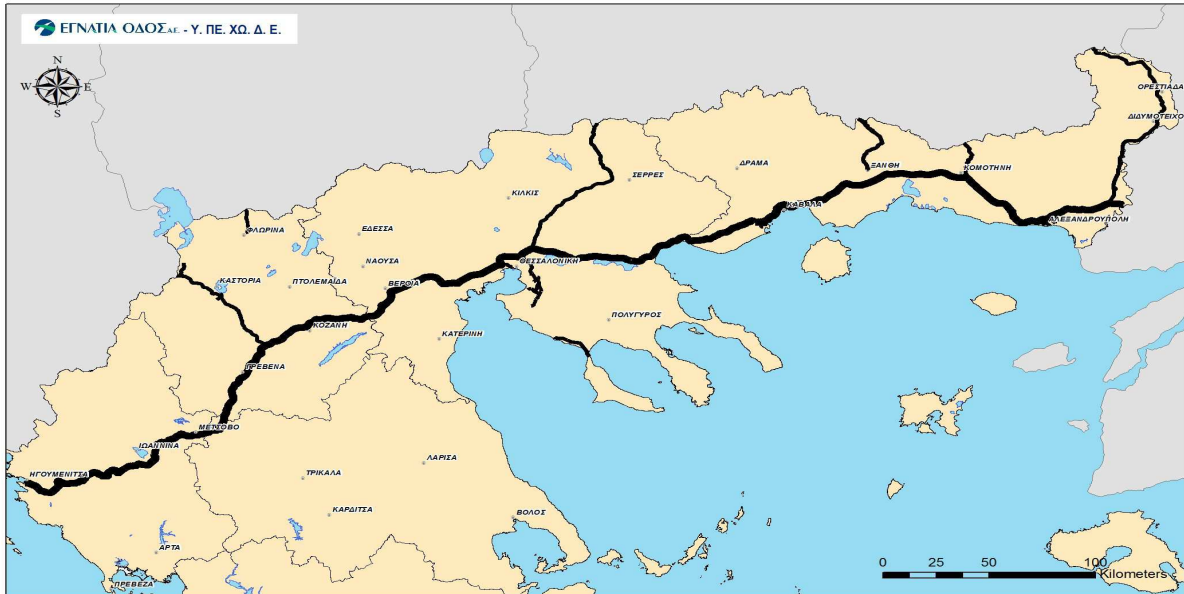 ΕΓΝΑΤΙΑ ΟΔΟΣ Α.Ε. - Υ. ΠΕ. ΧΩ. Δ. Ε.
N
W E
S
ΟΡΕΣΤΙΑΔΑ
ΔΙΔΥΜΟΤΕΙΧΟ
ΔΡΑΜΑ
ΞΑΝΘΗ
ΚΟΜΟΤΗΝΗ
ΣΕΡΡΕΣ
ΚΙΛΚΙΣ
ΚΑΒΑΛΑ
ΑΛΕΞΑΝΔΡΟΥΠΟΛΗ
ΦΛΩΡΙΝΑ
ΕΔΕΣΣΑ
ΝΑΟΥΣΑ
ΘΕΣΣΑΛΟΝΙΚΗ
ΚΑΣΤΟΡΙΑ
ΠΤΟΛΕΜΑΪΔΑ
ΒΕΡΟΙΑ
ΠΟΛΥΓΥΡΟΣ
ΚΟΖΑΝΗ
ΚΑΤΕΡΙΝΗ
ΓΡΕΒΕΝΑ
ΜΕΤΣΟΒΟ
ΙΩΑΝΝΙΝΑ
ΛΑΡΙΣΑ
ΗΓΟΥΜΕΝΙΤΣΑ
ΤΡΙΚΑΛΑ
ΚΑΡΔΙΤΣΑ
ΒΟΛΟΣ
ΑΡΤΑ
ΠΡΕΒΕΖΑ
0 25 50 100
Kilometers